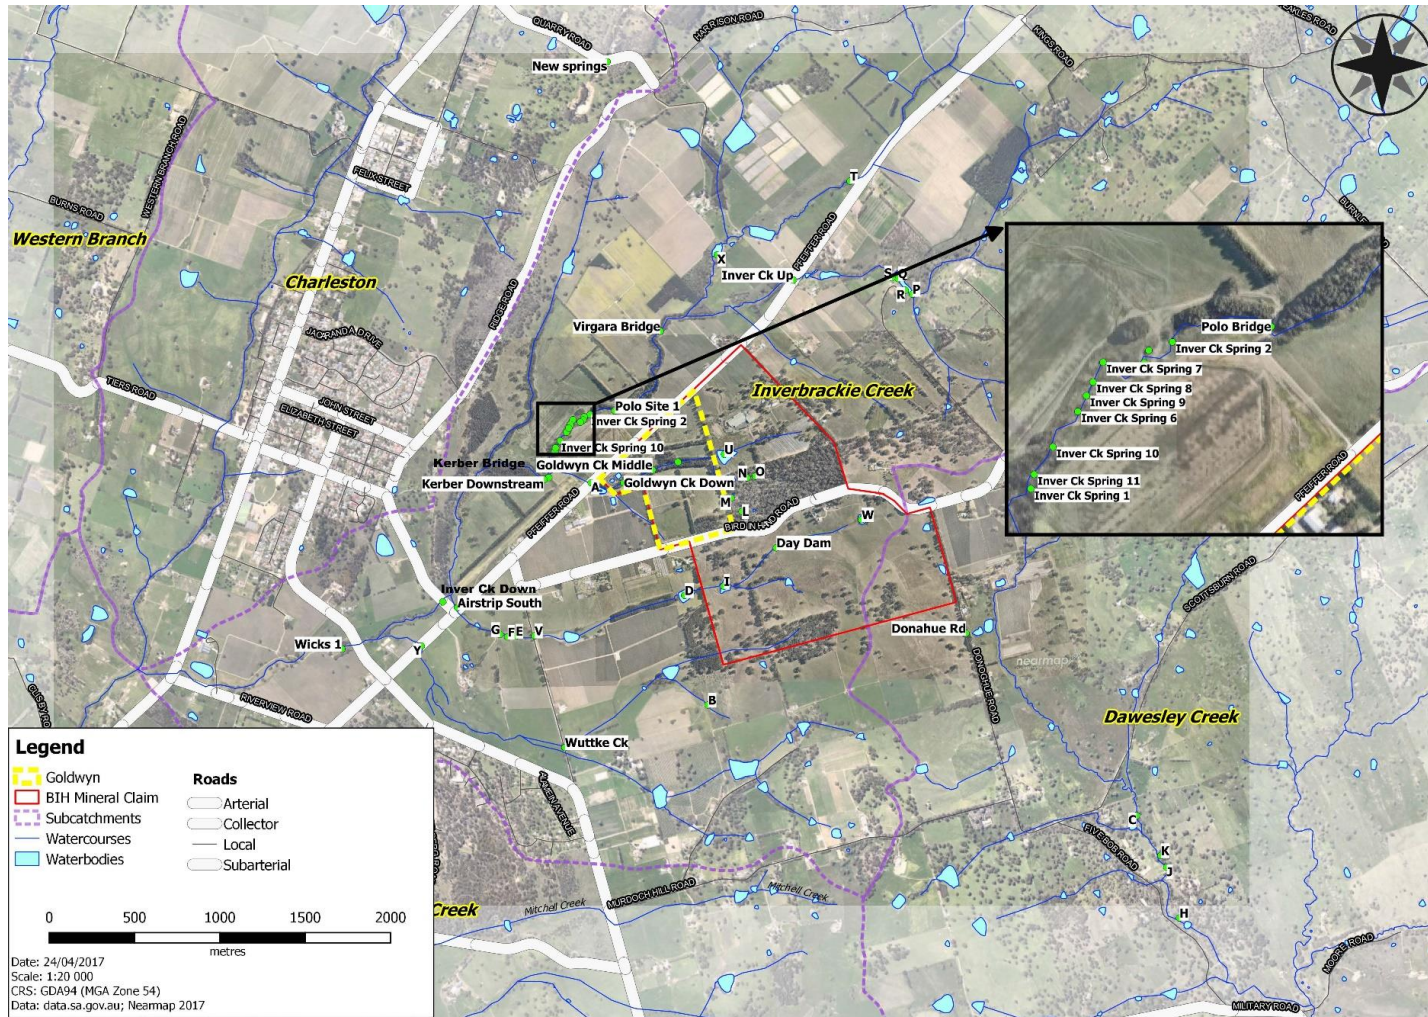 QUARRY ROAD
HARRISON ROAD
KINGS ROAD
New springs
WESTERN BRANCH ROAD
FELIX STREET
BURNS ROAD
Western Branch
Charleston
T
PFEIFFER ROAD
X
Inver Ck Up
S
Q
R
P
RIDGE ROAD
JACARANDA DRIVE
Virgara Bridge
TIERS ROAD
JOHN STREET
ELIZABETH STREET
Inverbrackie Creek
Polo Bridge
Inver Ck Spring 2
Inver Ck Spring 7
Inver Ck Spring 8
Inver Ck Spring 9
Inver Ck Spring 6
Inver Ck Spring 10
Inver Ck Spring 11
Inver Ck Spring 1
PFEIFFER ROAD
Polo Site 1
Inver Ck Spring 2
Inver Ck Spring 10
Kerber Bridge
Goldwyn Ck Middle
U
N
O
Kerber Downstream
A
Goldwyn Ck Down
M
L
PFEIFFER ROAD
BIRD IN HAND ROAD
W
Day Dam
I
D
Inver Ck Down
Airstrip South
G
F
E
V
Wicks 1
Y
Donahue Rd
SCOTTSBURN ROAD
nearmap
DONOGHUE ROAD
RIVERVIEW ROAD
B
Dawesley Creek
Wuttke Ck
ALAMEIN AVENUE
C
FIVE BOB ROAD
K
J
H
MURDOCH HILL ROAD
Mitchell Creek
Mitchell Creek
Creek
MOORE ROAD
MILITARY ROAD
Legend
Goldwyn
BIH Mineral Claim
Subcatchments
Watercourses
Waterbodies
Roads
Arterial
Collector
Local
Subarterial
0 500 1000 1500 2000
metres
Date: 24/04/2017
Scale: 1:20 000
CRS: GDA94 (MGA Zone 54)
Data: data.sa.gov.au; Nearmap 2017